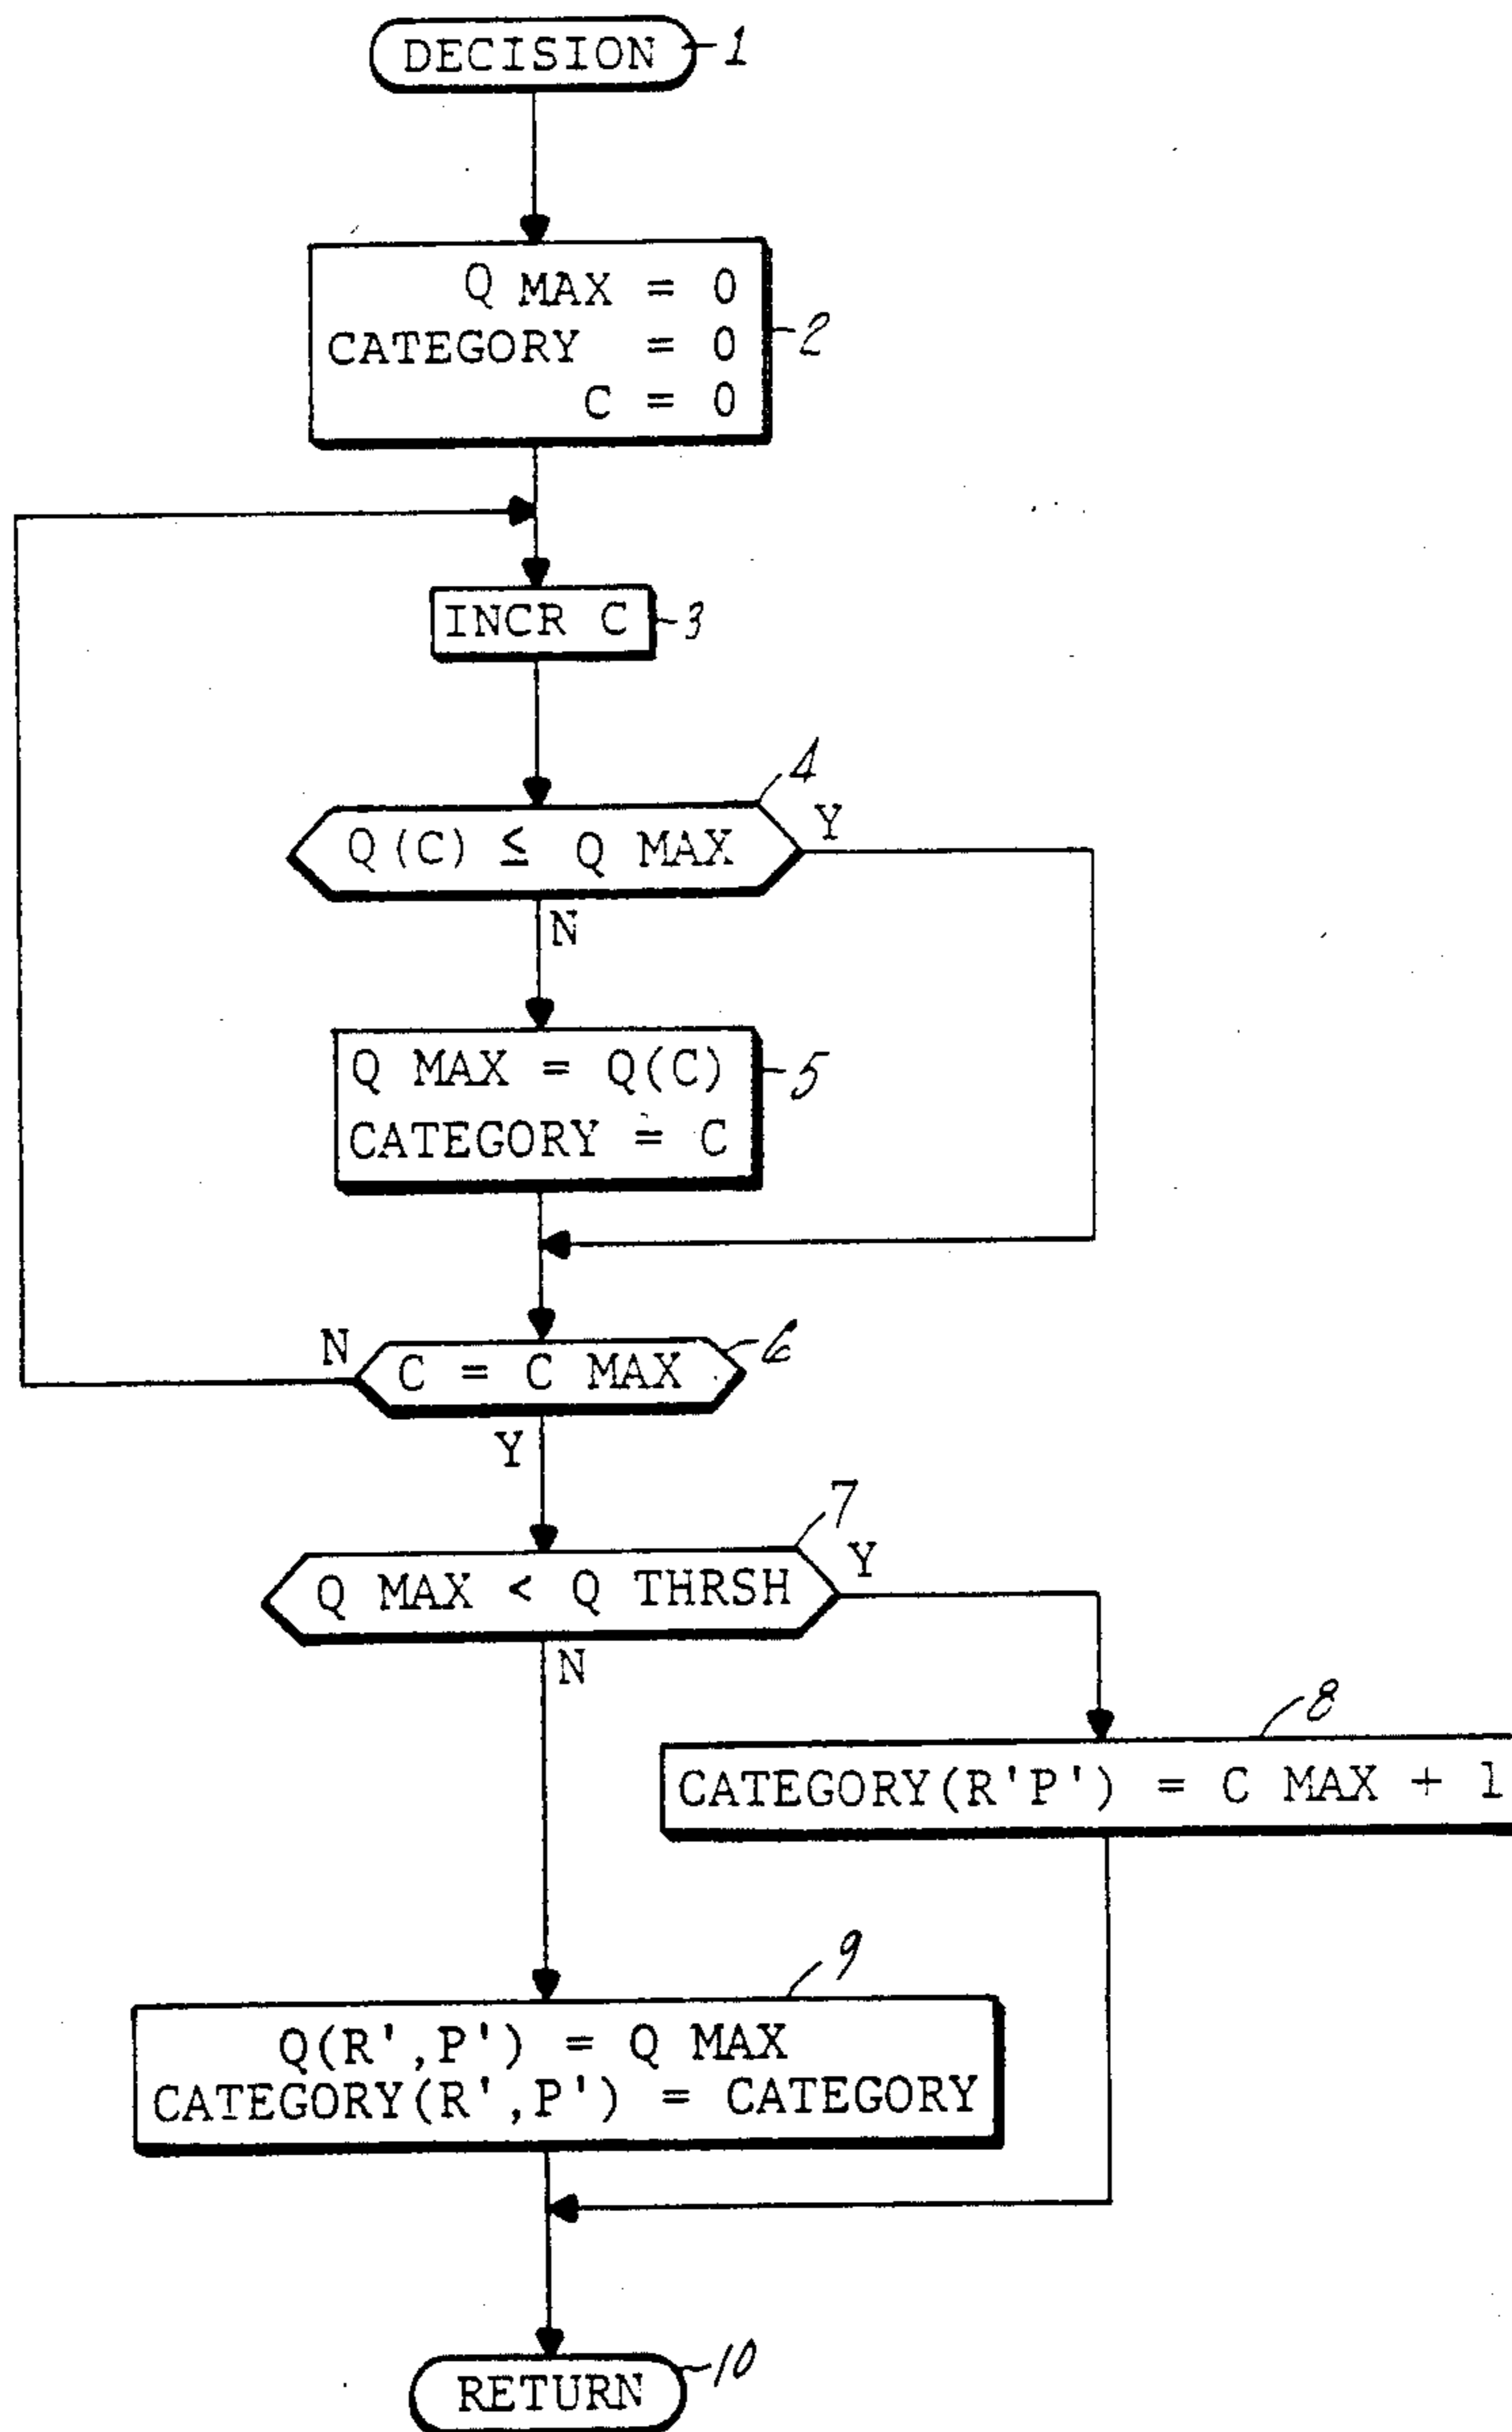 DECISION 1
Q MAX = 0
CATEGORY = 0
C = 0
2
INCR C 3
4
Q(C) ≤ Q MAX Y
N
Q MAX = Q(C)
CATEGORY = C
5
6
N C = C MAX
Y
7
Q MAX < Q THRSH Y
N
8
CATEGORY(R'P') = C MAX + 1
9
Q(R',P') = Q MAX
CATEGORY(R',P') = CATEGORY
RETURN 10